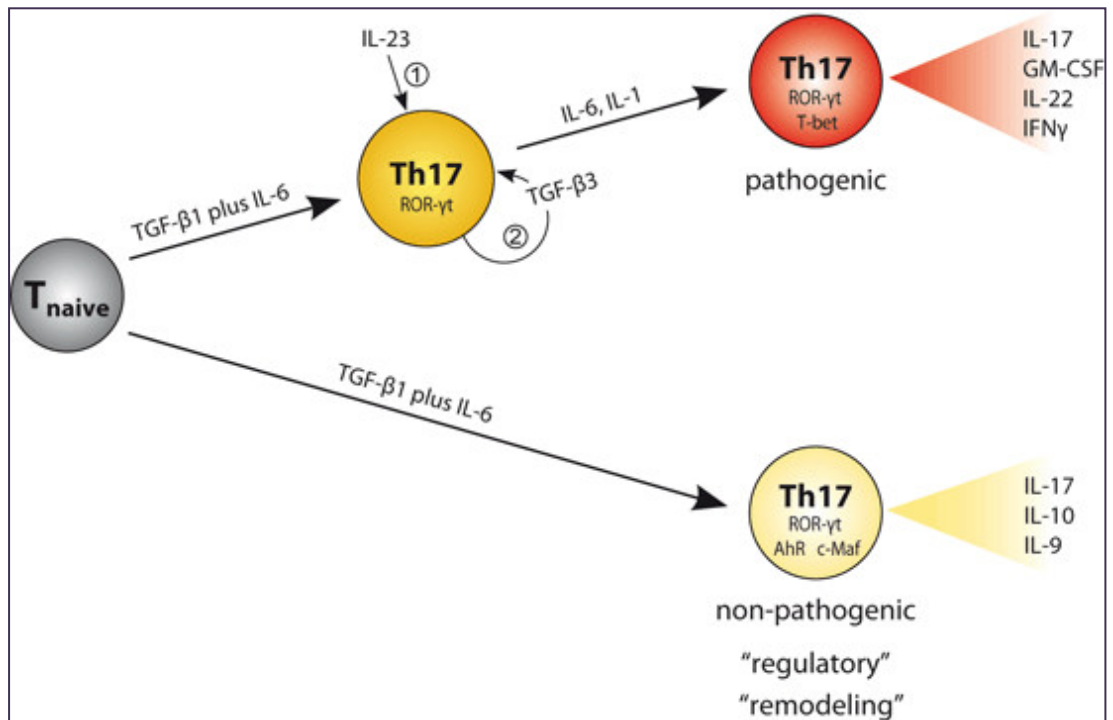 IL-23
①
Th17
ROR-γt
TGF-β3
②
TGF-β1 plus IL-6
IL-6, IL-1
Th17
ROR-γt
T-bet
pathogenic
IL-17
GM-CSF
IL-22
IFNγ
Tnaive
TGF-β1 plus IL-6
Th17
ROR-γt
AhR c-Maf
non-pathogenic
“regulatory”
“remodeling”
IL-17
IL-10
IL-9